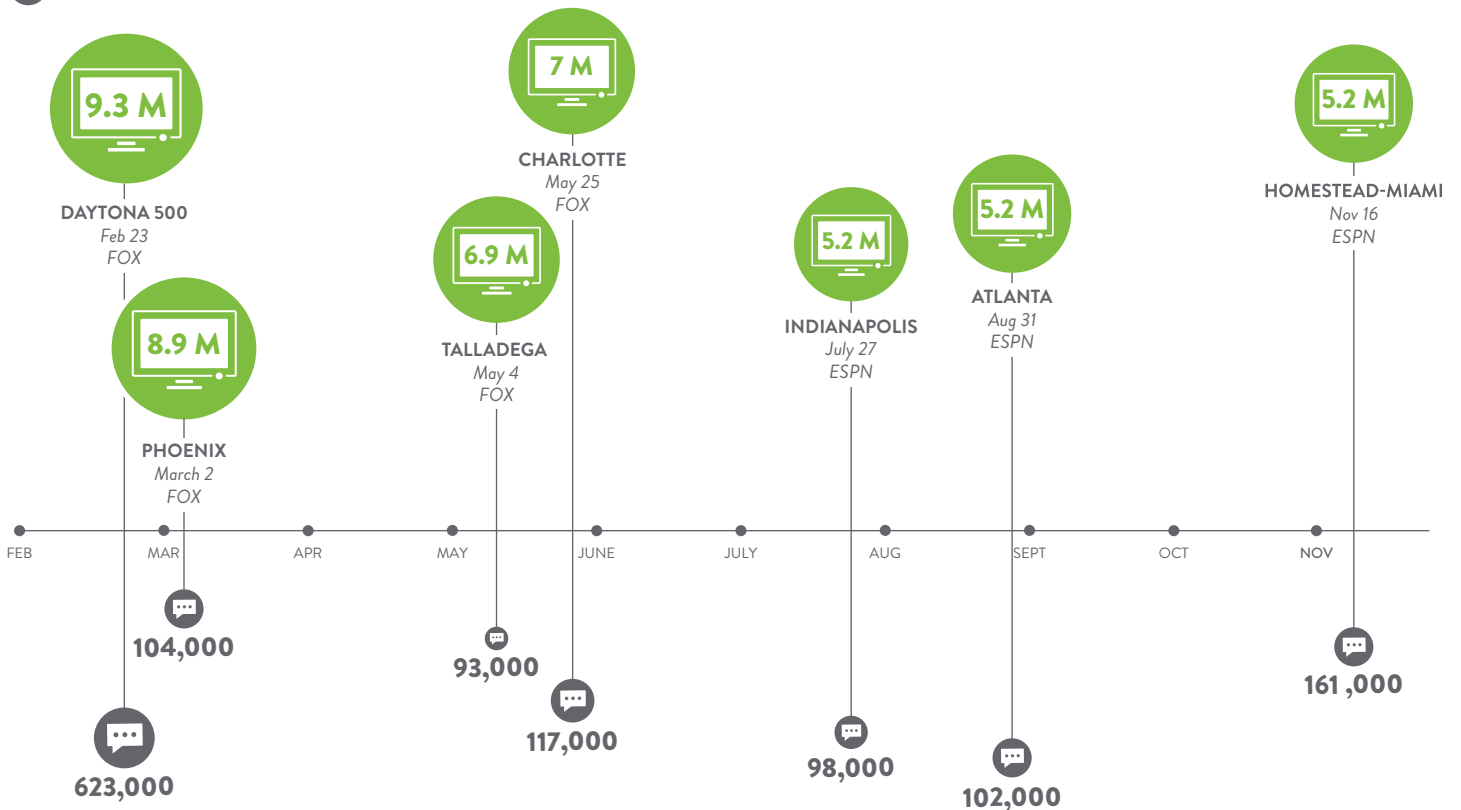 9.3 M
DAYTONA 500
Feb 23
FOX
8.9 M
PHOENIX
March 2
FOX
6.9 M
TALLADEGA
May 4
FOX
7 M
CHARLOTTE
May 25
FOX
5.2 M
INDIANAPOLIS
July 27
ESPN
5.2 M
ATLANTA
Aug 31
ESPN
5.2 M
HOMESTEAD-MIAMI
Nov 16
ESPN
FEB MAR APR MAY JUNE JULY AUG SEPT OCT NOV
623,000
104,000
93,000
117,000
98,000
102,000
161 ,000